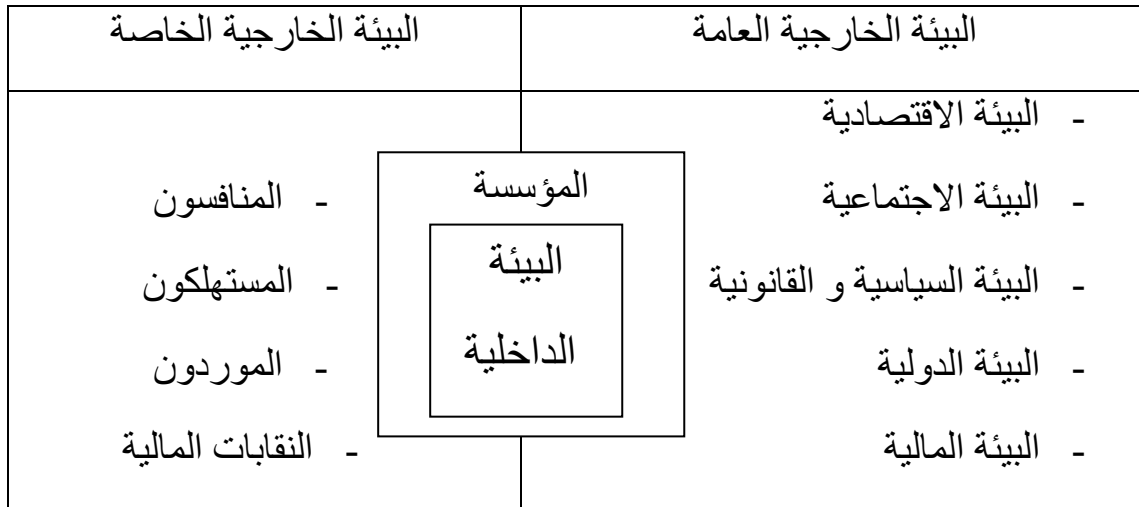 البيئة الخارجية العامة
البيئة الخارجية الخاصة
- البيئة الاقتصادية
- البيئة الاجتماعية
- البيئة السياسية و القانونية
- البيئة الدولية
- البيئة المالية
المؤسسة
البيئة
الداخلية
- المنافسون
- المستهلكون
- الموردون
- النقابات المالية